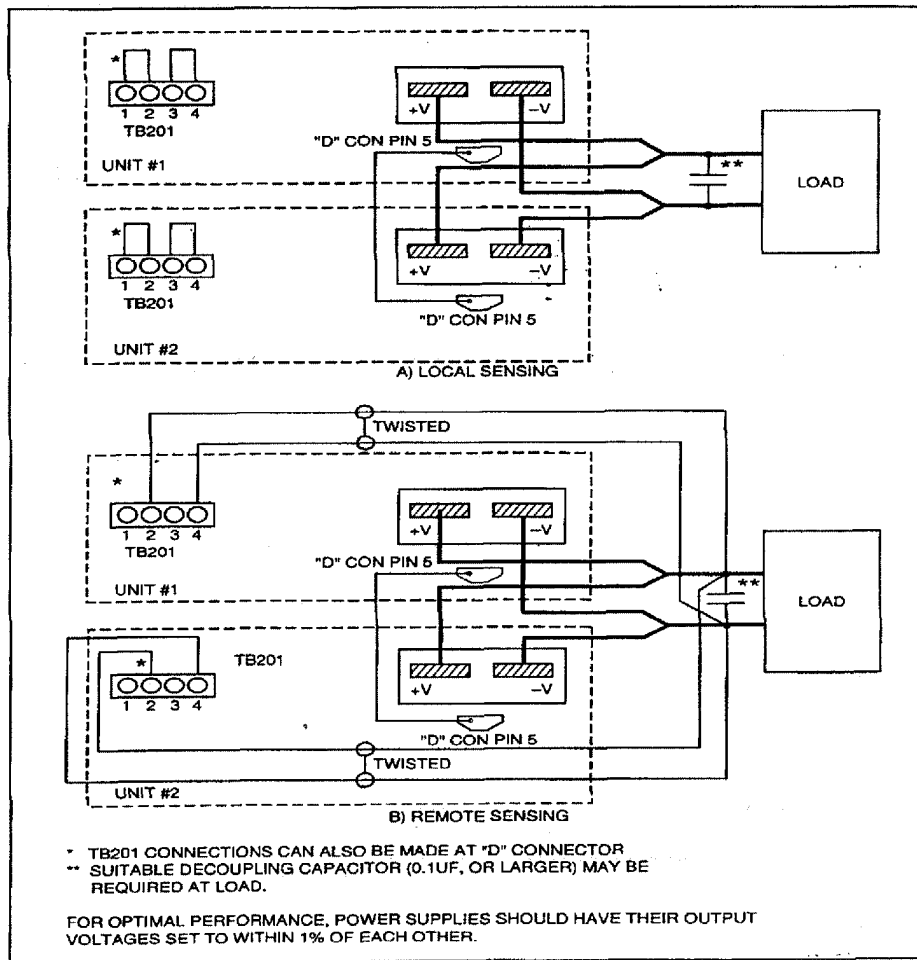 *
1 2 3 4
TB201
UNIT #1
+V -V
"D" CON PIN 5
**
LOAD
*
1 2 3 4
TB201
UNIT #2
+V -V
"D" CON PIN 5
A) LOCAL SENSING
TWISTED
*
1 2 3 4
TB201
UNIT #1
+V -V
"D" CON PIN 5
**
LOAD
*
1 2 3 4
TB201
UNIT #2
+V -V
"D" CON PIN 5
TWISTED
B) REMOTE SENSING
* TB201 CONNECTIONS CAN ALSO BE MADE AT "D" CONNECTOR
** SUITABLE DECOUPLING CAPACITOR (0.1UF, OR LARGER) MAY BE
REQUIRED AT LOAD.
FOR OPTIMAL PERFORMANCE, POWER SUPPLIES SHOULD HAVE THEIR OUTPUT
VOLTAGES SET TO WITHIN 1% OF EACH OTHER.